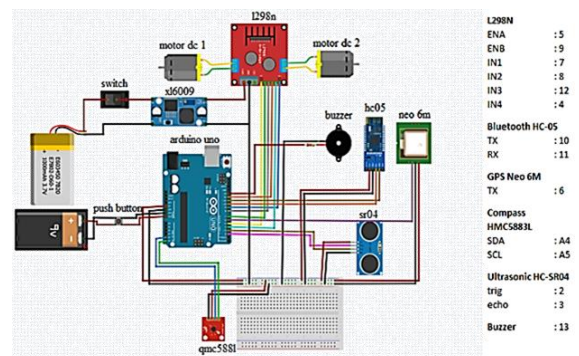 l298n
motor dc 1
motor dc 2
switch
xl6009
hc05
neo 6m
buzzer
arduino uno
push button
9V
sr04
qmc5881
L298N
ENA : 5
ENB : 9
IN1 : 7
IN2 : 8
IN3 : 12
IN4 : 4
Bluetooth HC-05
TX : 10
RX : 11
GPS Neo 6M
TX : 6
Compass
HMC5883L
SDA : A4
SCL : A5
Ultrasonic HC-SR04
trig : 2
echo : 3
Buzzer : 13